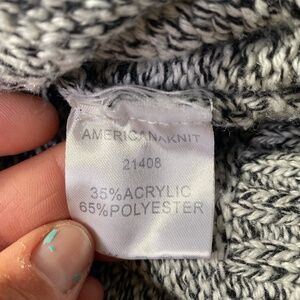 AMERICANAKNIT
21408
35%ACRYLIC
65%POLYESTER